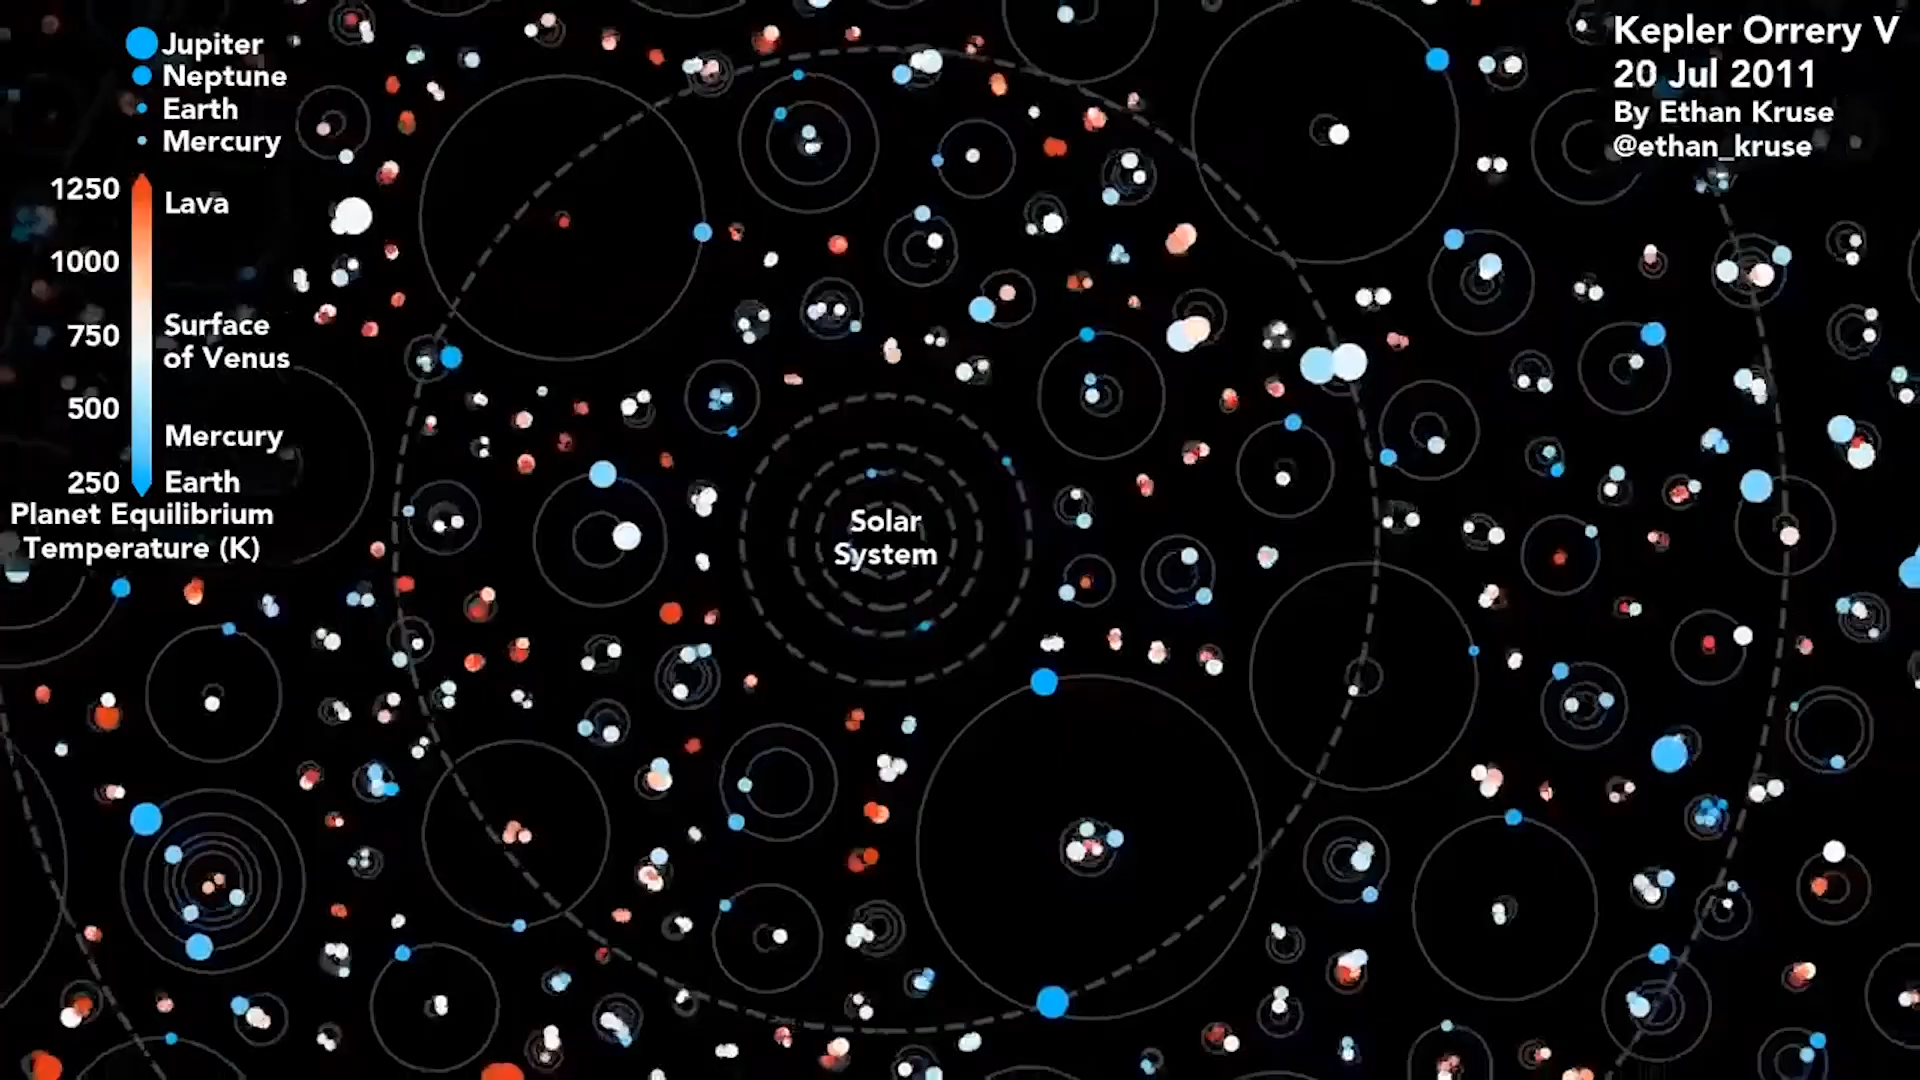 Jupiter
Neptune
Earth
Mercury
1250
Lava
1000
750
Surface
of Venus
500
Mercury
250
Earth
Planet Equilibrium
Temperature (K)
Solar
System
Kepler Orrery V
20 Jul 2011
By Ethan Kruse
@ethan_kruse